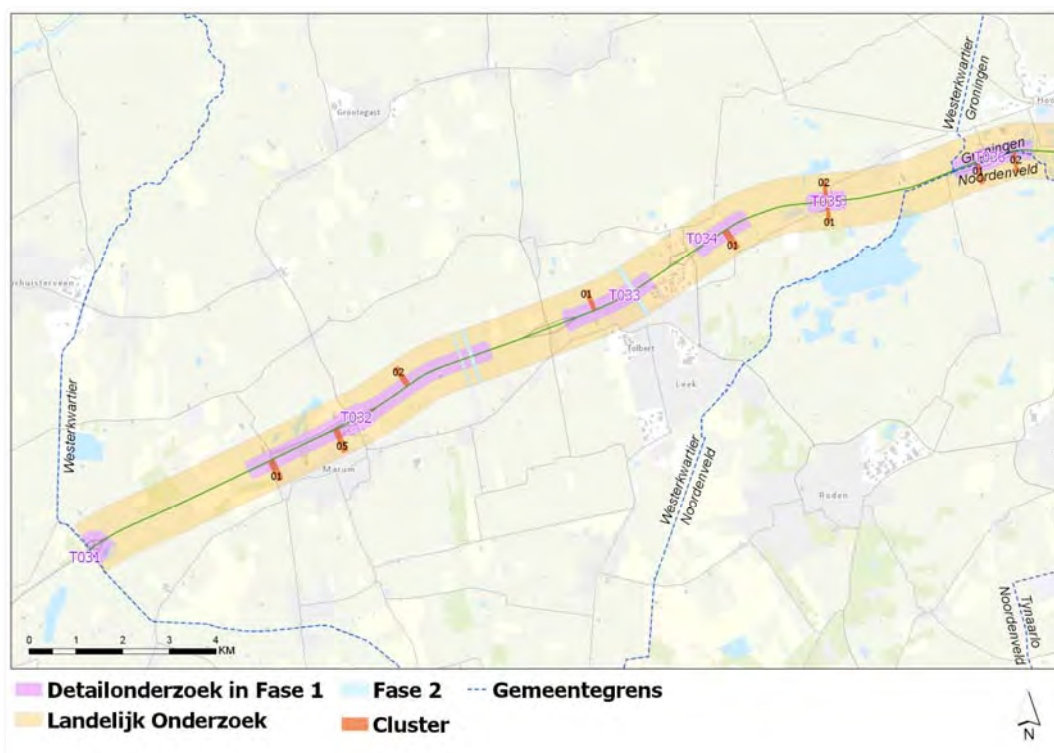 Grootegast
Westerkwartier
Groningen
Groningen
Noordenveld
T036
01
02
02
T035
01
T034
01
01
T033
Tolbert
Leek
02
T032
05
01
Marum
Westerkwartier
T031
Westerkwartier
Noordenveld
Roden
Tynaarlo
Noordenveld
0 1 2 3 4
KM
Detailonderzoek in Fase 1
Fase 2
Gemeentegrens
Landelijk Onderzoek
Cluster
N